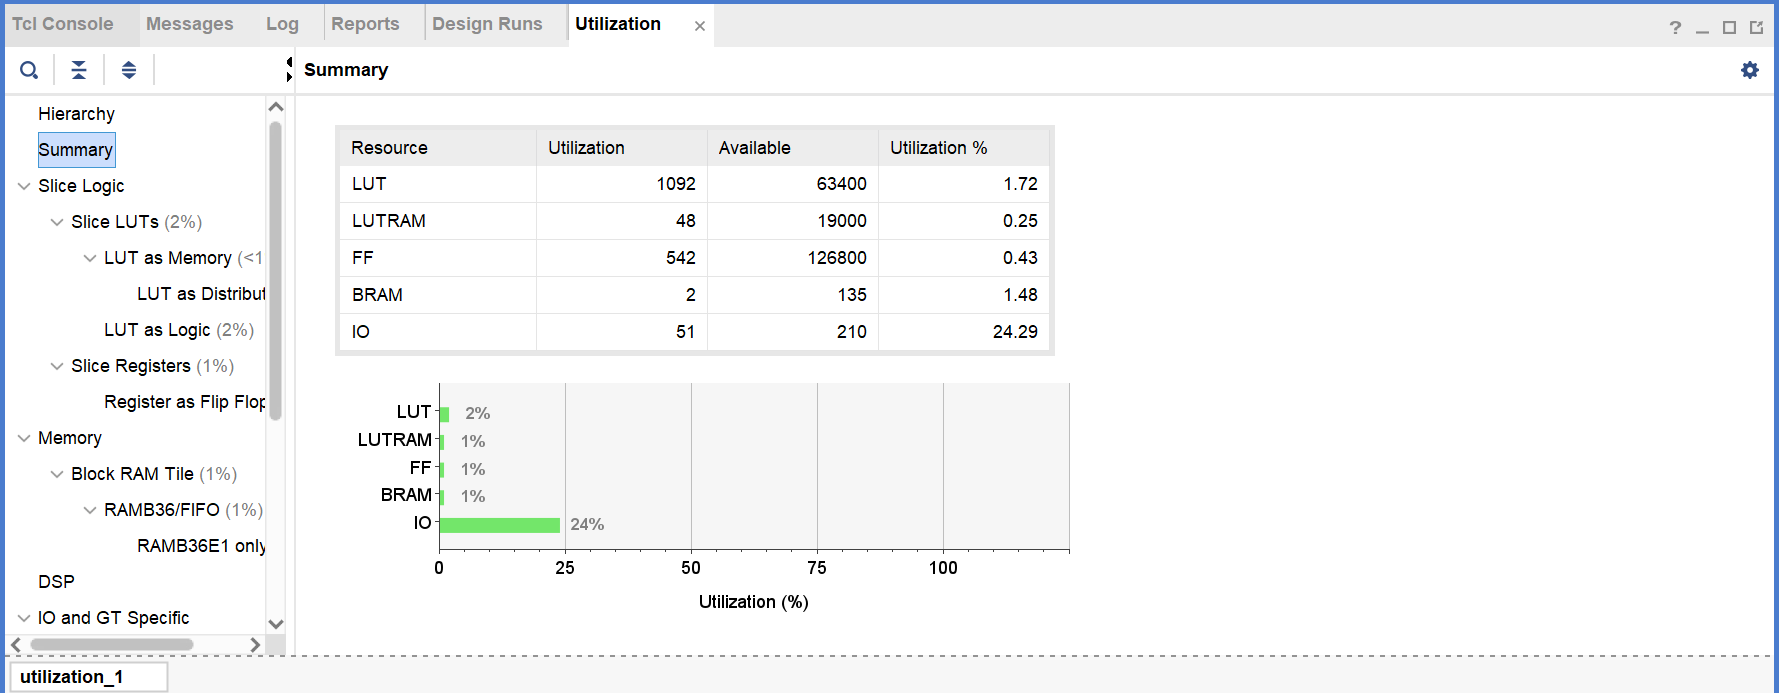 Tcl Console Messages Log Reports Design Runs Utilization ×
?
Summary
Hierarchy
Summary
Slice Logic
Slice LUTs (2%)
LUT as Memory (<1
LUT as Distribut
LUT as Logic (2%)
Slice Registers (1%)
Register as Flip Flop
Memory
Block RAM Tile (1%)
RAMB36/FIFO (1%)
RAMB36E1 only
DSP
IO and GT Specific
Resource Utilization Available Utilization %
LUT 1092 63400 1.72
LUTRAM 48 19000 0.25
FF 542 126800 0.43
BRAM 2 135 1.48
IO 51 210 24.29
LUT 2%
LUTRAM 1%
FF 1%
BRAM 1%
IO 24%
0 25 50 75 100
Utilization (%)
utilization_1